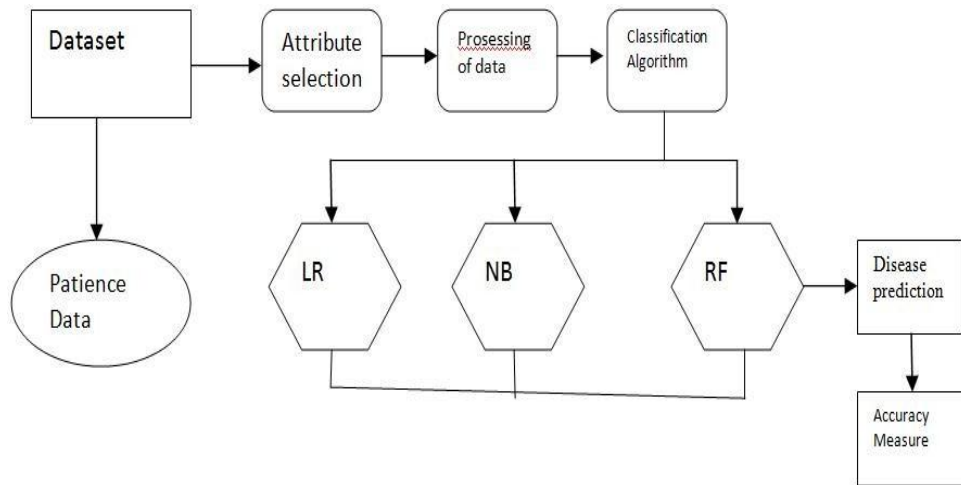 Dataset
Attribute
selection
Prosessing
of data
Classification
Algorithm
LR
NB
RF
Patience
Data
Disease
prediction
Accuracy
Measure